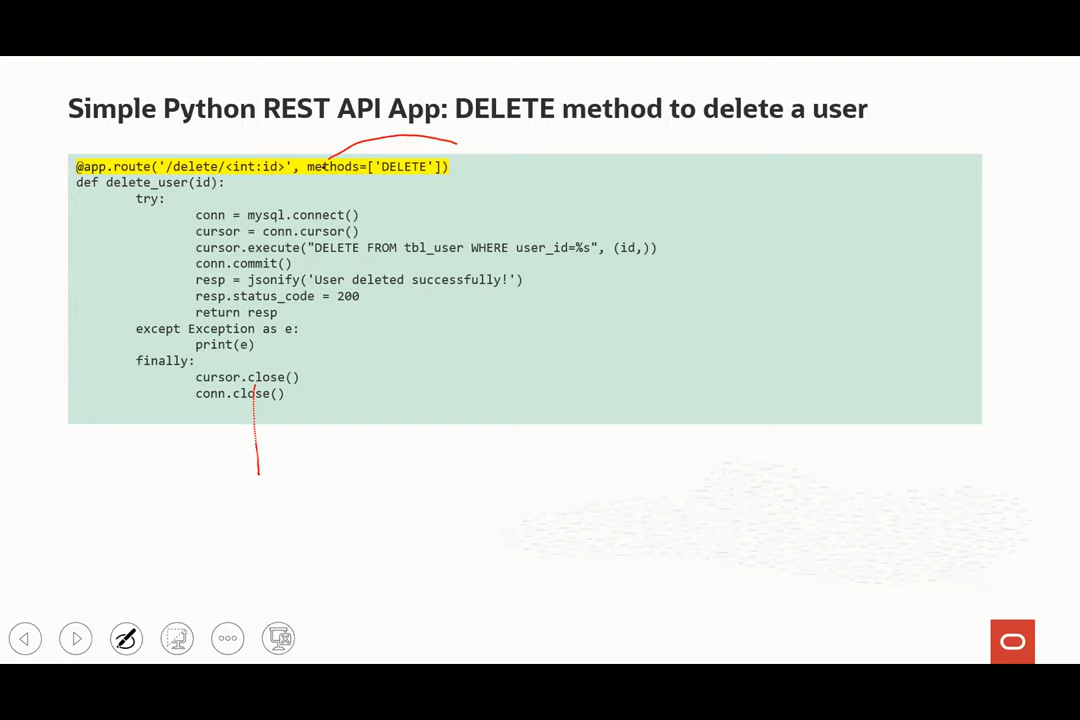 Simple Python REST API App: DELETE method to delete a user
@app.route('/delete/<int:id>', methods=['DELETE'])
def delete_user(id):
try:
conn = mysql.connect()
cursor = conn.cursor()
cursor.execute("DELETE FROM tbl_user WHERE user_id=%s", (id,))
conn.commit()
resp = jsonify('User deleted successfully!')
resp.status_code = 200
return resp
except Exception as e:
print(e)
finally:
cursor.close()
conn.close()